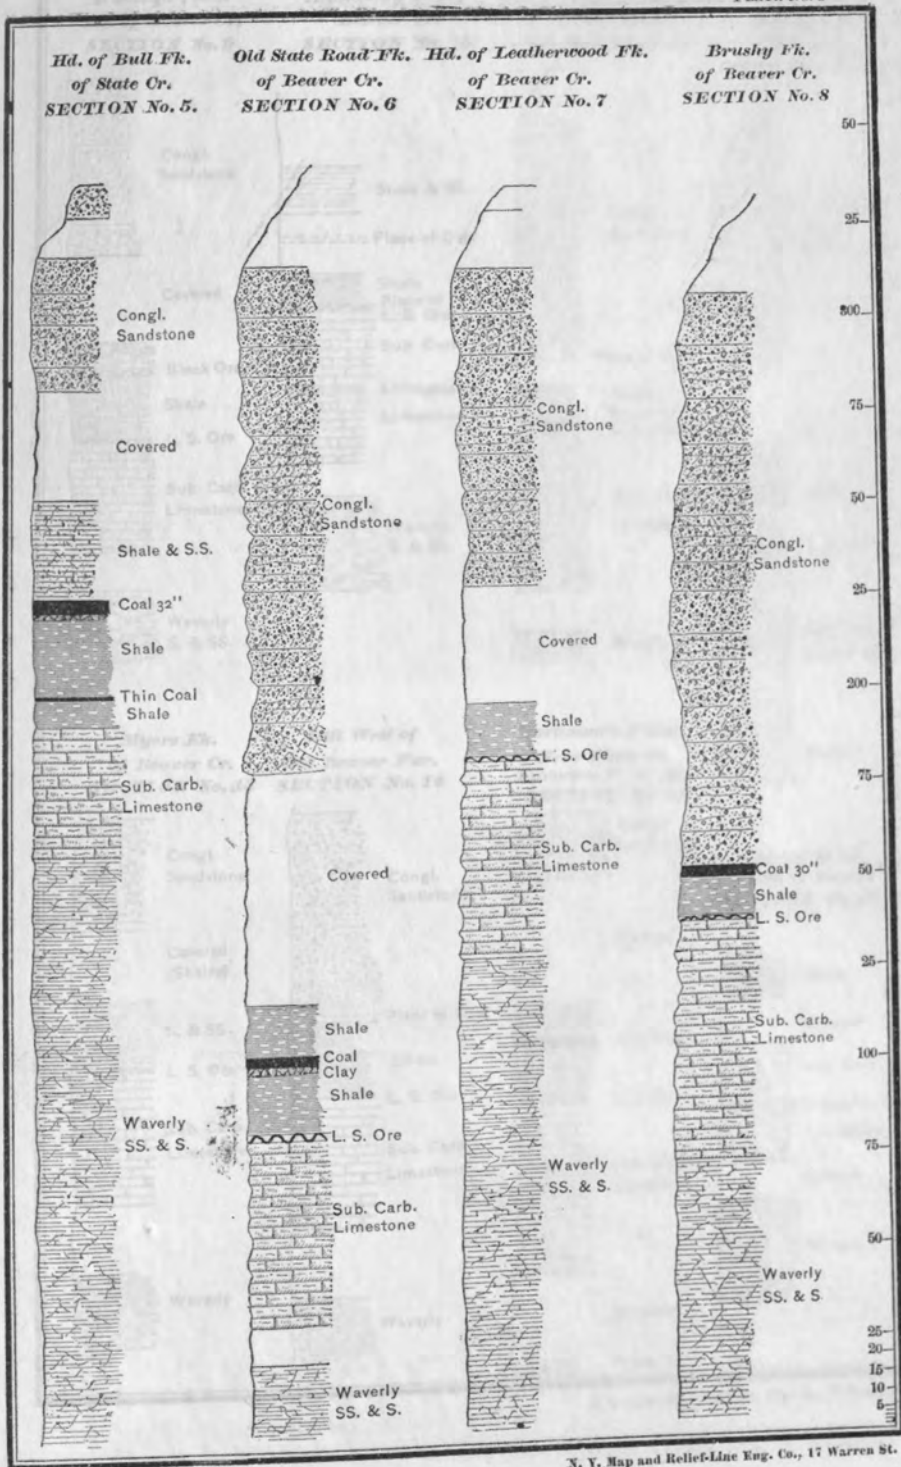 Hd. of Bull Fk.
of State Cr.
SECTION No. 5.
Old State Road Fk.
of Beaver Cr.
SECTION No. 6
Hd. of Leatherwood Fk.
of Beaver Cr.
SECTION No. 7
Brushy Fk.
of Beaver Cr.
SECTION No. 8
Congl.
Sandstone
Covered
Shale & S.S.
Coal 32"
Shale
Thin Coal
Shale
Sub. Carb.
Limestone
Waverly
SS. & S.
Congl.
Sandstone
Covered
Shale
Coal
Clay
Shale
L. S. Ore
Sub. Carb.
Limestone
Waverly
SS. & S.
Congl.
Sandstone
Covered
Shale
L. S. Ore
Sub. Carb.
Limestone
Waverly
SS. & S.
Congl.
Sandstone
Coal 30"
Shale
L. S. Ore
Sub. Carb.
Limestone
Waverly
SS. & S
50
25
300
75
50
25
200
75
50
25
100
75
50
25
20
15
10
5
N. Y. Map and Relief-Line Eng. Co., 17 Warren St.